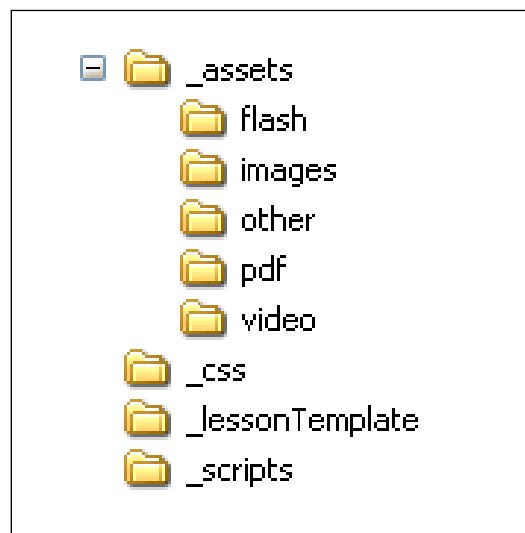 _assets
flash
images
other
pdf
video
_css
_lessonTemplate
_scripts